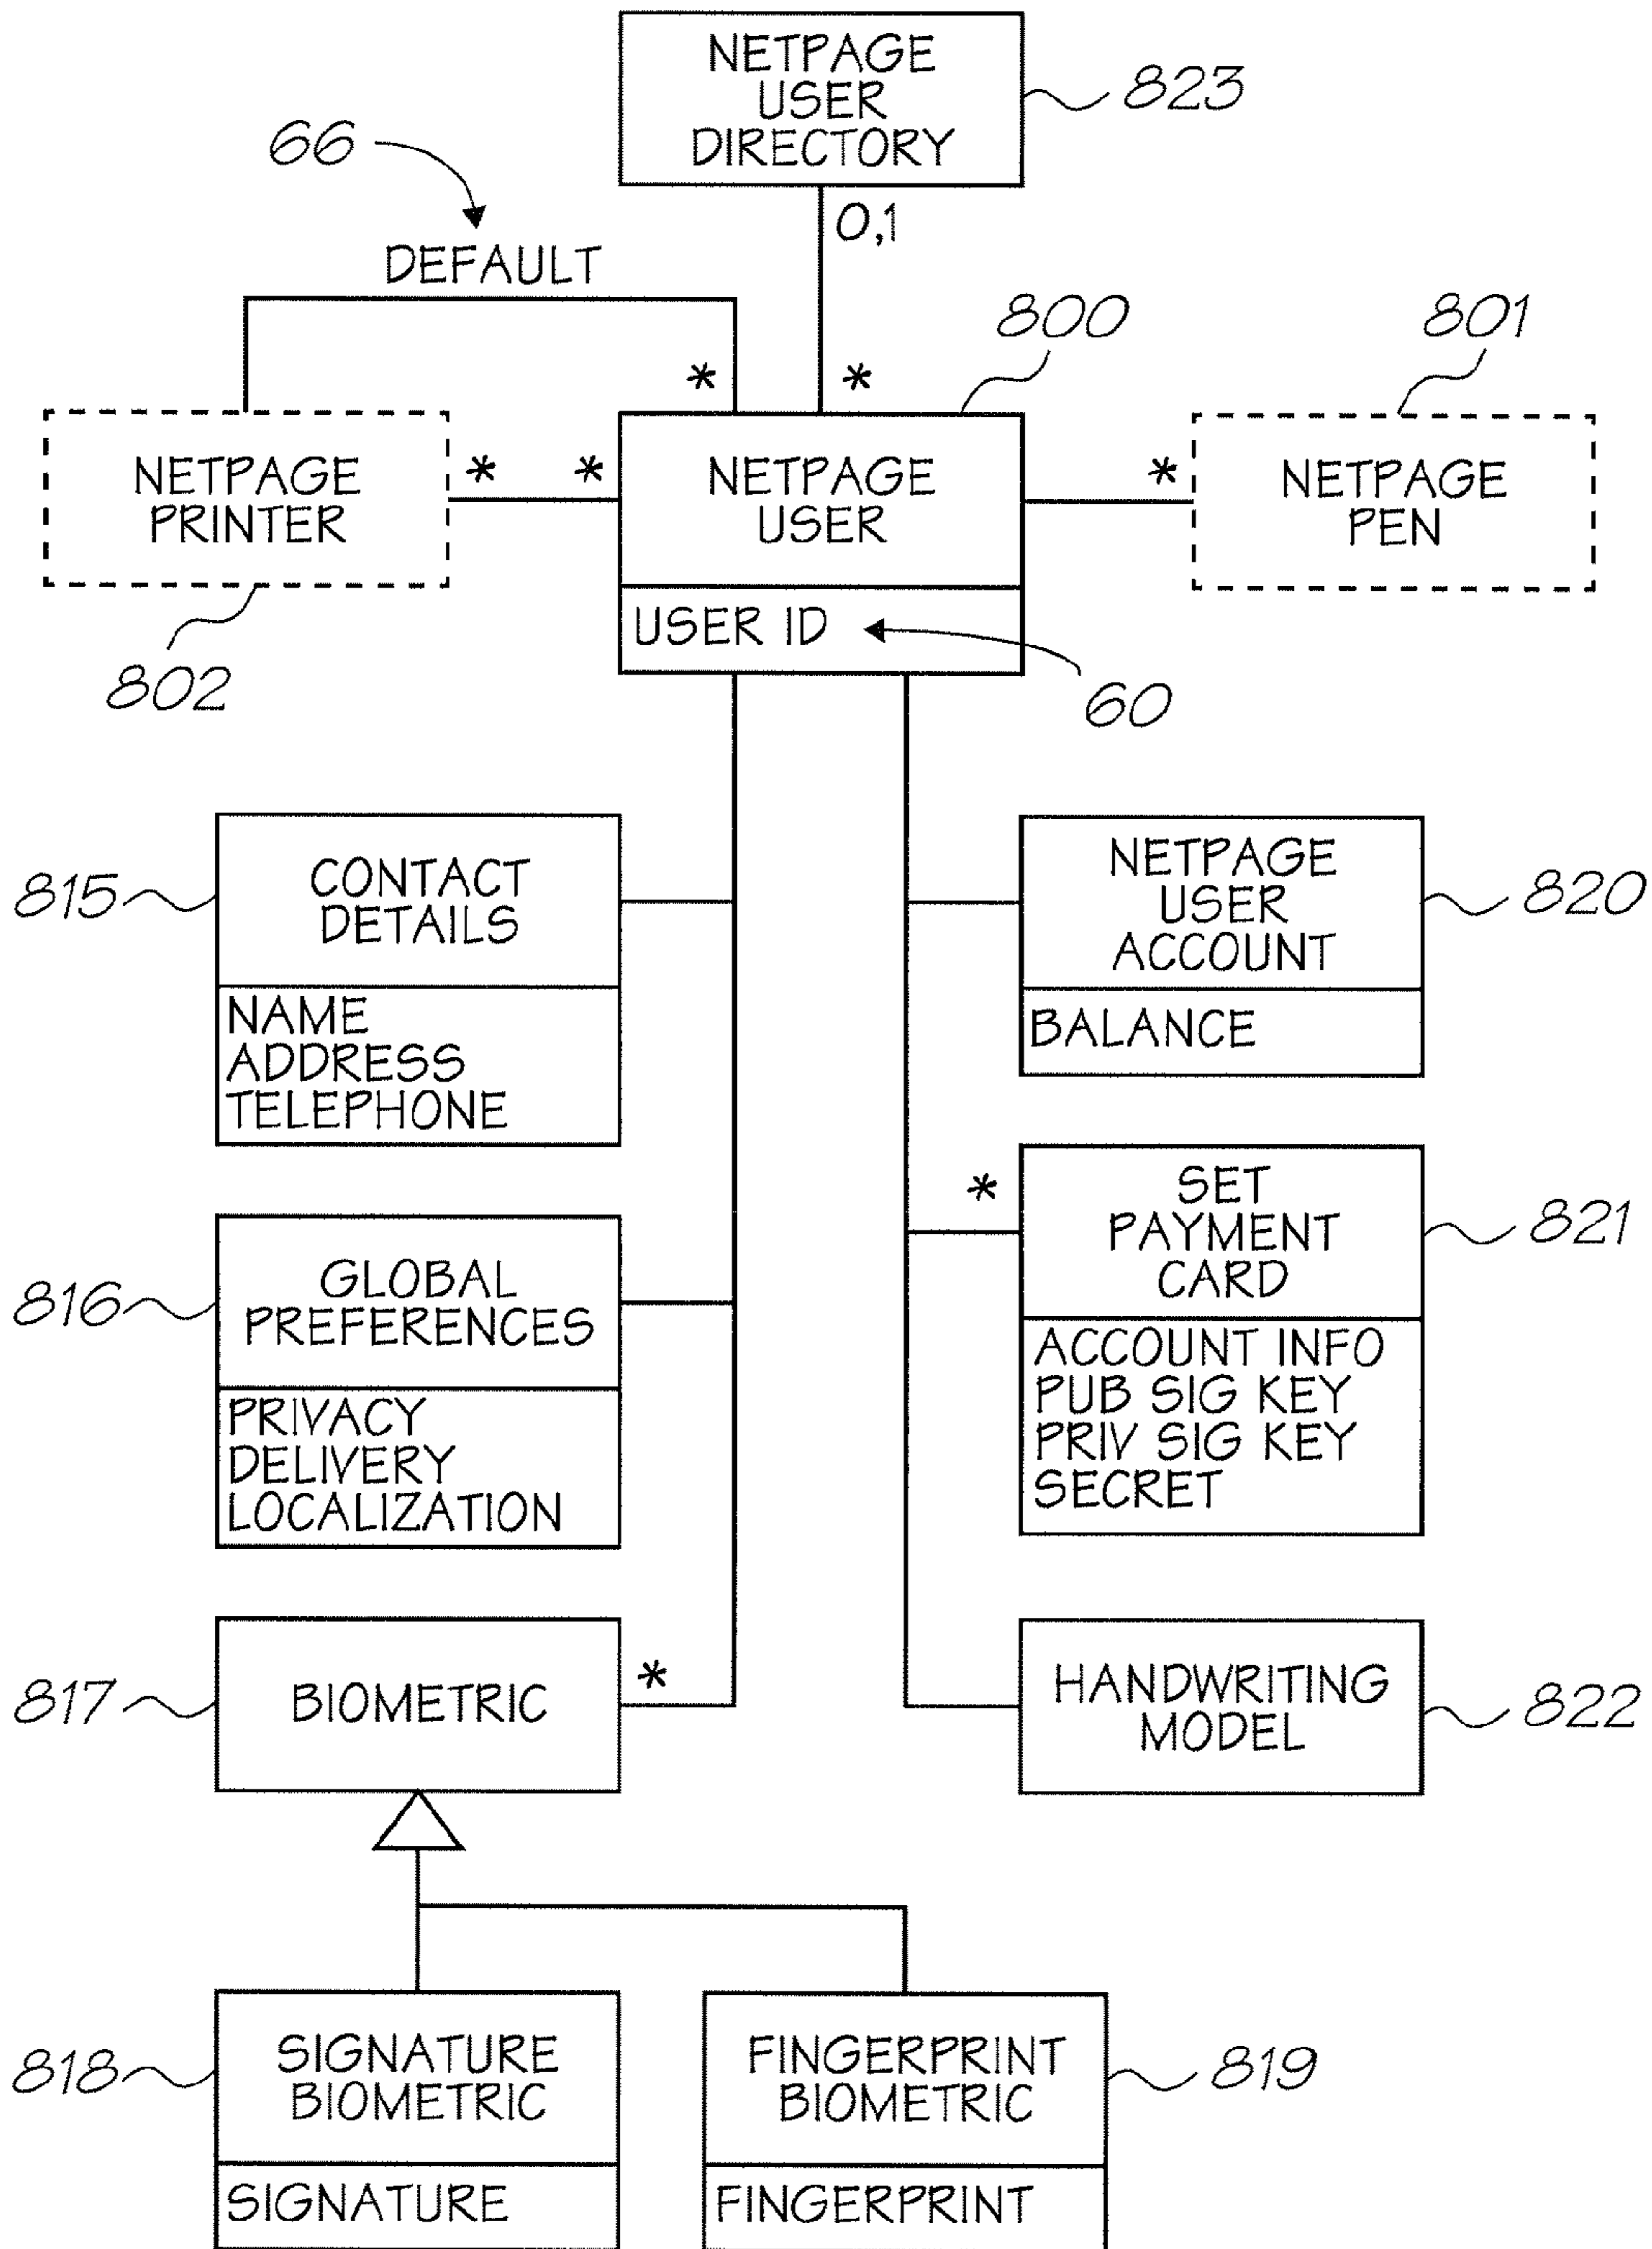 NETPAGE
USER
DIRECTORY
823
66
0,1
DEFAULT
800
801
*
*
NETPAGE
PRINTER
*
*
NETPAGE
USER
*
NETPAGE
PEN
USER ID
802
60
815
CONTACT
DETAILS
NAME
ADDRESS
TELEPHONE
NETPAGE
USER
ACCOUNT
820
BALANCE
816
GLOBAL
PREFERENCES
PRIVACY
DELIVERY
LOCALIZATION
*
SET
PAYMENT
CARD
821
ACCOUNT INFO
PUB SIG KEY
PRIV SIG KEY
SECRET
817
BIOMETRIC
*
HANDWRITING
MODEL
822
818
SIGNATURE
BIOMETRIC
SIGNATURE
FINGERPRINT
BIOMETRIC
819
FINGERPRINT